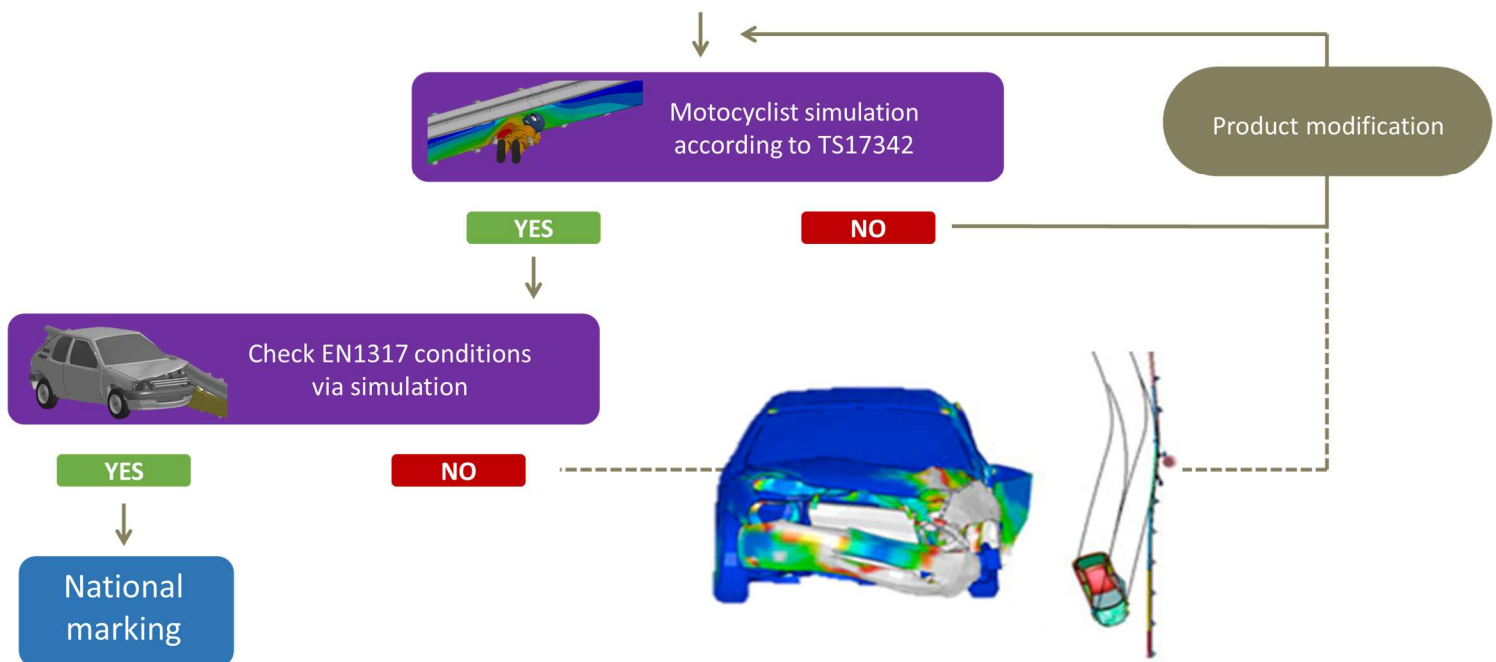 Motocyclist simulation
according to TS17342
Product modification
YES
NO
Check EN1317 conditions
via simulation
YES
NO
National
marking